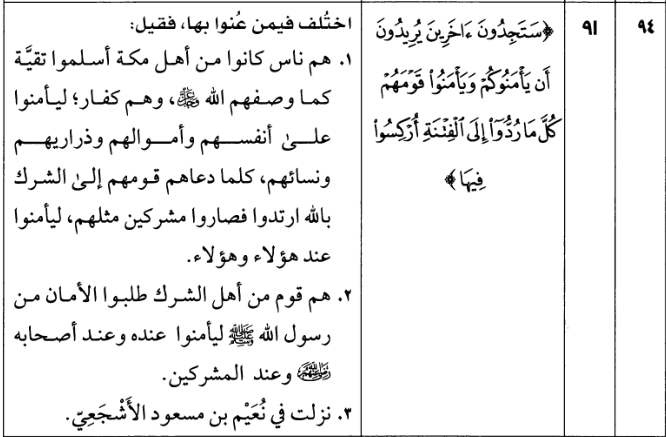 ٩٤
٩١
﴿سَتَجِدُونَ ءَاخَرِينَ يُرِيدُونَ
أَن يَأْمَنُوكُمْ وَيَأْمَنُوا۟ قَوْمَهُمْ
كُلَّ مَا رُدُّوٓا۟ إِلَى ٱلْفِتْنَةِ أُرْكِسُوا۟
فِيهَا﴾
اختُلف فيمن عُنوا بها، فقيل:
١. هم ناس كانوا من أهل مكة أسلموا تقيَّة
كما وصفهم الله ﷻ، وهم كفار؛ ليأمنوا
علىٰ أنفسهم وأموالهم وذراريهم
ونسائهم، كلما دعاهم قومهم إلىٰ الشرك
بالله ارتدوا فصاروا مشركين مثلهم، ليأمنوا
عند هؤلاء وهؤلاء.
٢. هم قوم من أهل الشرك طلبوا الأمان من
رسول الله ﷺ ليأمنوا عنده وعند أصحابه
رضي الله عنهم وعند المشركين.
٣. نزلت في نُعَيْم بن مسعود الأَشْجَعِيّ.